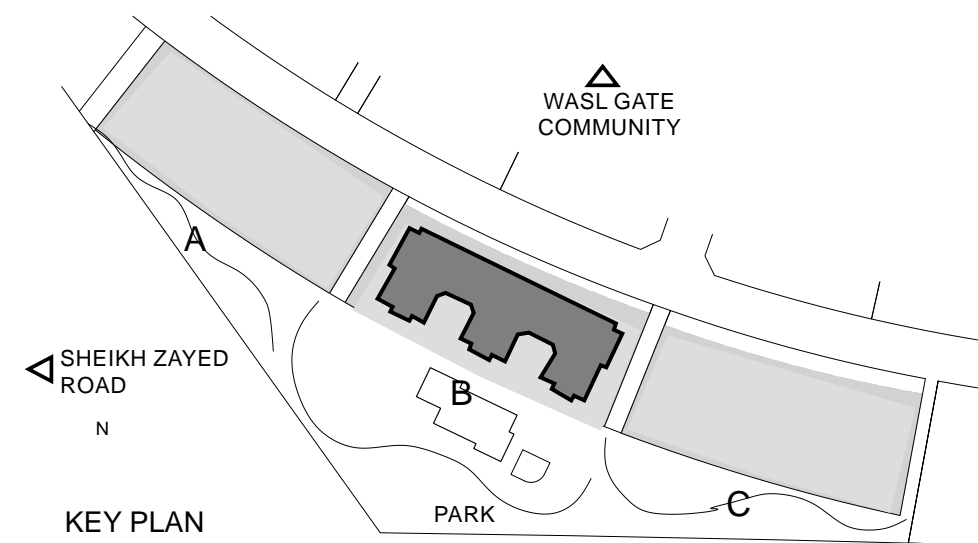 WASL GATE
COMMUNITY
A
SHEIKH ZAYED
ROAD
B
N
C
PARK
KEY PLAN